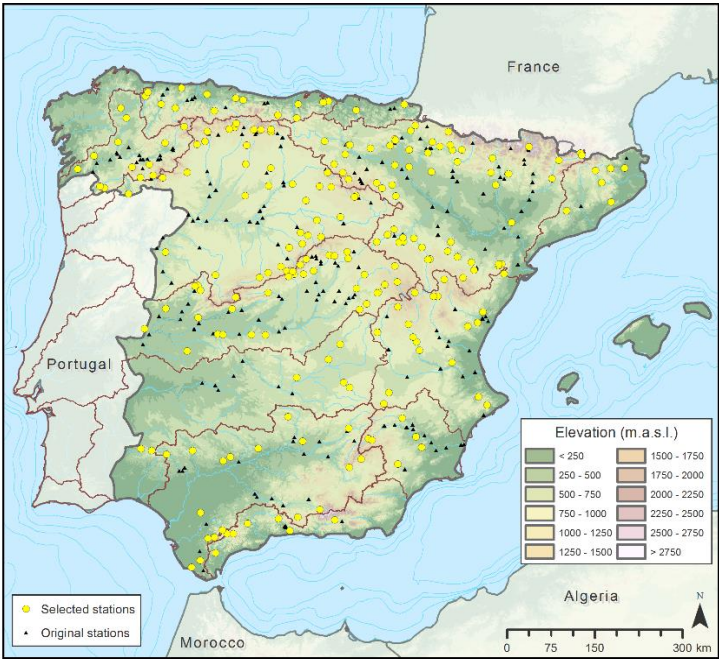 France
Portugal
Elevation (m.a.s.l.)
< 250
250 - 500
500 - 750
750 - 1000
1000 - 1250
1250 - 1500
1500 - 1750
1750 - 2000
2000 - 2250
2250 - 2500
2500 - 2750
> 2750
Selected stations
Original stations
Morocco
Algeria
N
0 75 150 300 km